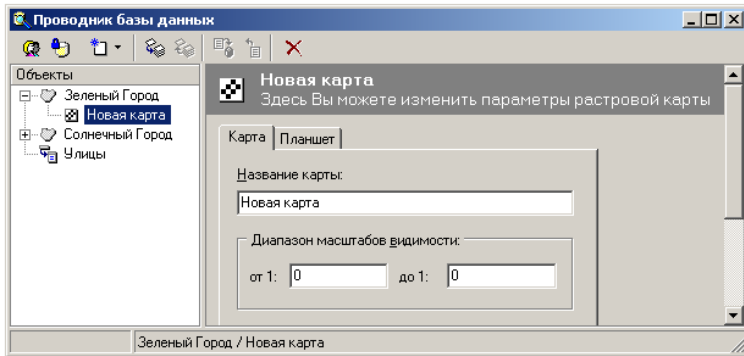 Проводник базы данных
Объекты
Зеленый Город
Новая карта
Солнечный Город
Улицы
Новая карта
Здесь Вы можете изменить параметры растровой карты
Карта Планшет
Название карты:
Новая карта
Диапазон масштабов видимости:
от 1: 0 до 1: 0
Зеленый Город / Новая карта